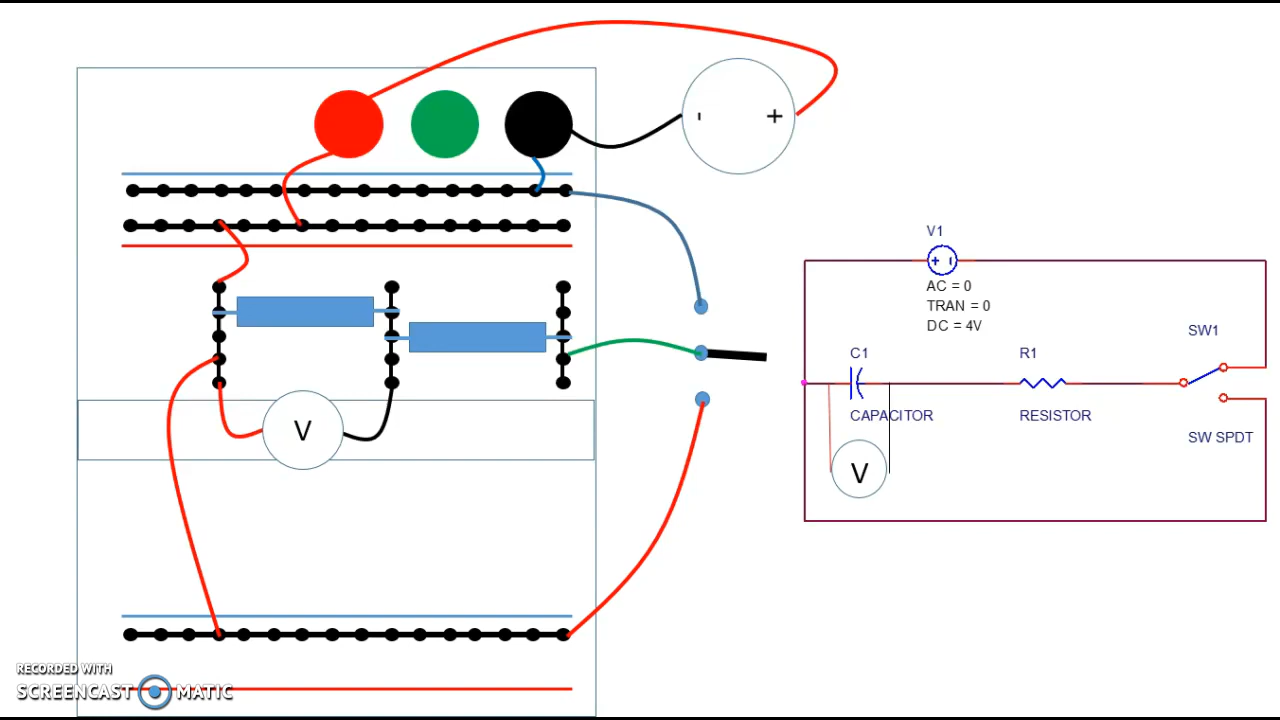 - +
V1
+ -
AC = 0
TRAN = 0
DC = 4V
SW1
C1
R1
CAPACITOR
RESISTOR
SW SPDT
V
V
RECORDED WITH
SCREENCAST MATIC